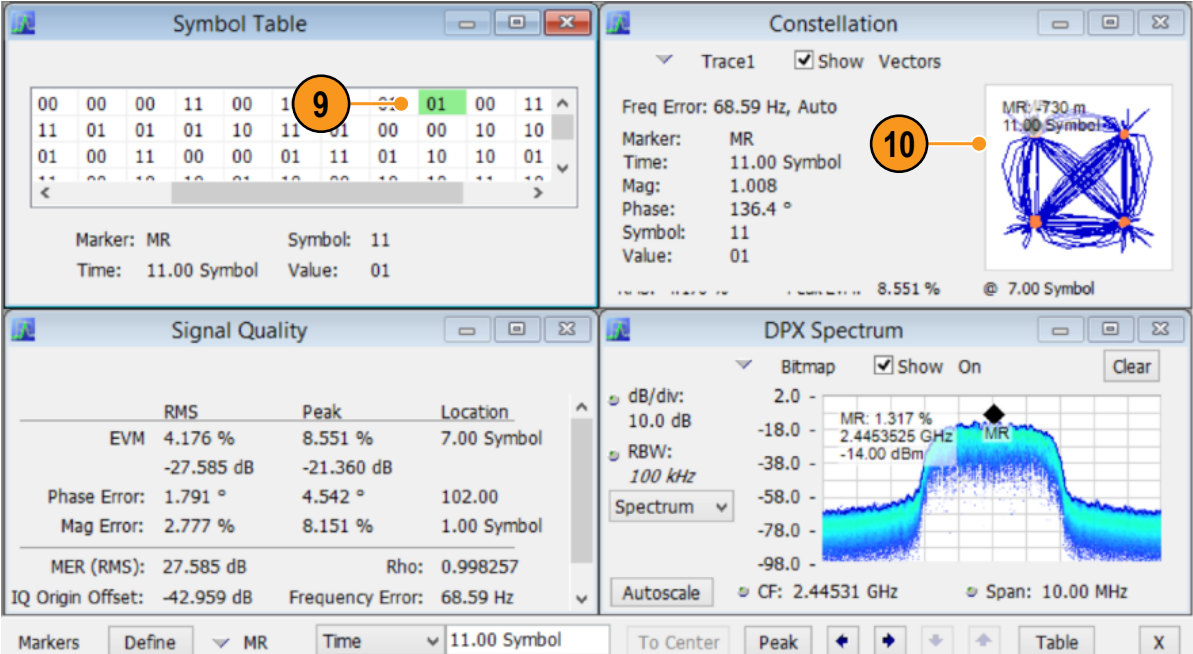 Symbol Table
00 00 00 11 00 01 01 00 11
9
11 01 01 01 10 11 01 00 00 10 10
01 00 11 00 00 01 11 01 10 10 01
Marker: MR Symbol: 11
Time: 11.00 Symbol Value: 01
Constellation
Trace1 Show Vectors
Freq Error: 68.59 Hz, Auto
Marker: MR
Time: 11.00 Symbol
Mag: 1.008
Phase: 136.4 °
Symbol: 11
Value: 01
MR: -730 m
11.00 Symbol
10
8.551 % @ 7.00 Symbol
Signal Quality
RMS Peak Location
EVM 4.176 % 8.551 % 7.00 Symbol
-27.585 dB -21.360 dB
Phase Error: 1.791 ° 4.542 ° 102.00
Mag Error: 2.777 % 8.151 % 1.00 Symbol
MER (RMS): 27.585 dB Rho: 0.998257
IQ Origin Offset: -42.959 dB Frequency Error: 68.59 Hz
DPX Spectrum
Bitmap Show On Clear
dB/div:
10.0 dB
RBW:
100 kHz
Spectrum
Autoscale
2.0
-18.0
-38.0
-58.0
-78.0
-98.0
MR: 1.317 %
2.4453525 GHz
-14.00 dBm
MR
CF: 2.44531 GHz Span: 10.00 MHz
Markers Define MR Time 11.00 Symbol To Center Peak Table X